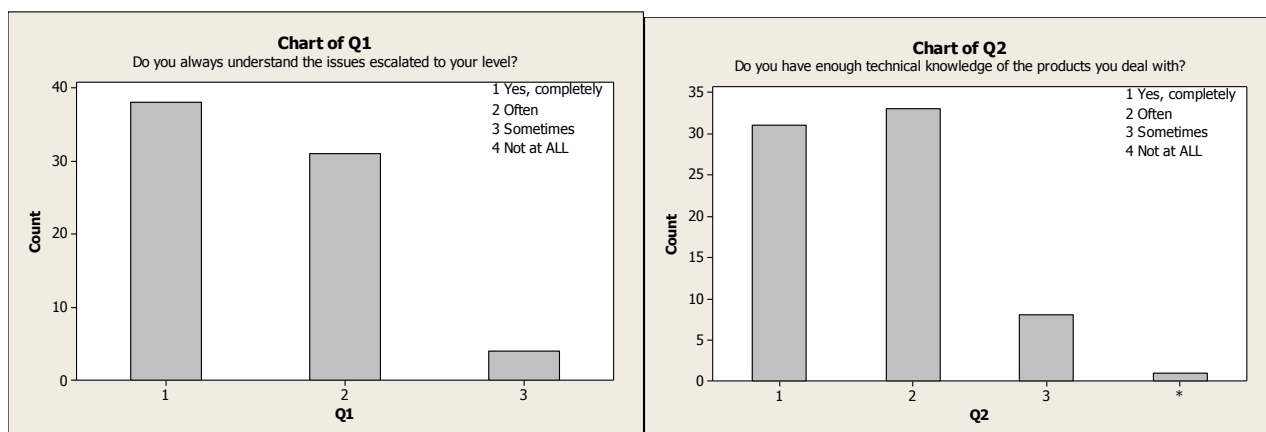 Chart of Q1
Do you always understand the issues escalated to your level?
1 Yes, completely
2 Often
3 Sometimes
4 Not at ALL
40
30
20
10
0
Count
1 2 3
Q1
Chart of Q2
Do you have enough technical knowledge of the products you deal with?
1 Yes, completely
2 Often
3 Sometimes
4 Not at ALL
35
30
25
20
15
10
5
0
Count
1 2 3 *
Q2